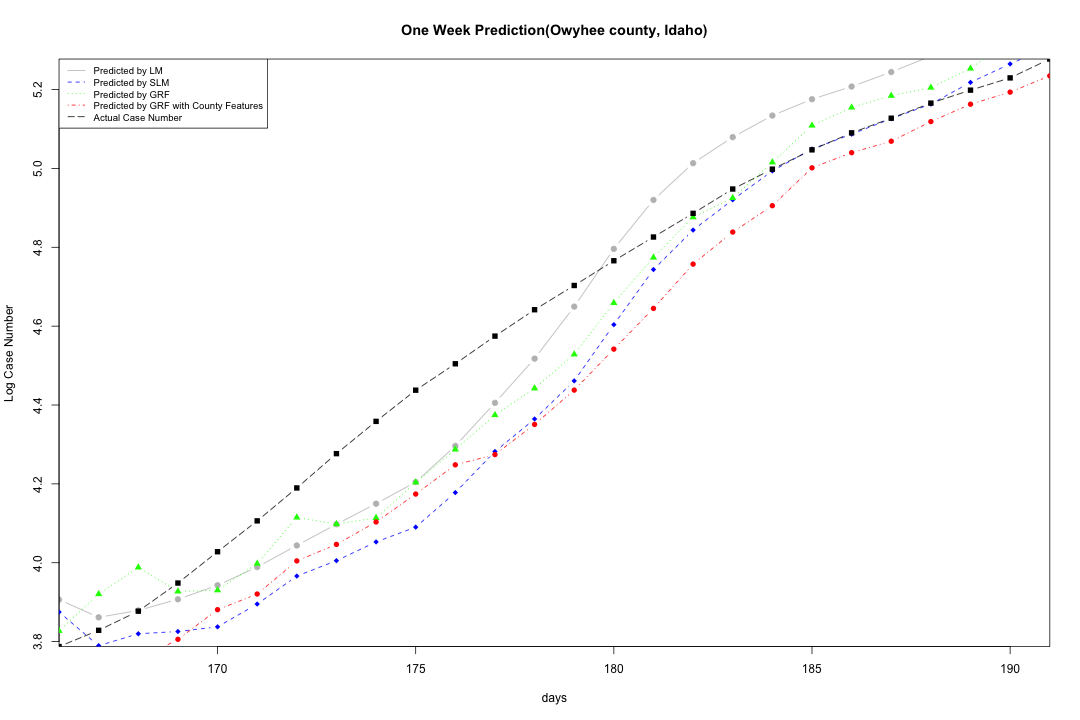 One Week Prediction(Owyhee county, Idaho)
Predicted by LM
Predicted by SLM
Predicted by GRF
Predicted by GRF with County Features
Actual Case Number
Log Case Number
5.2
5.0
4.8
4.6
4.4
4.2
4.0
3.8
170 175 180 185 190
days